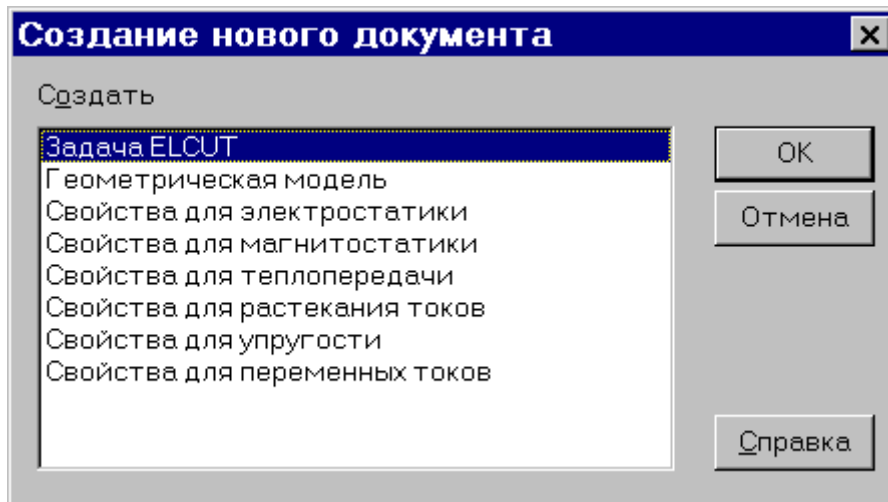 Создание нового документа
Создать
Задача ELCUT
Геометрическая модель
Свойства для электростатики
Свойства для магнитостатики
Свойства для теплопередачи
Свойства для растекания токов
Свойства для упругости
Свойства для переменных токов
OK
Отмена
Справка